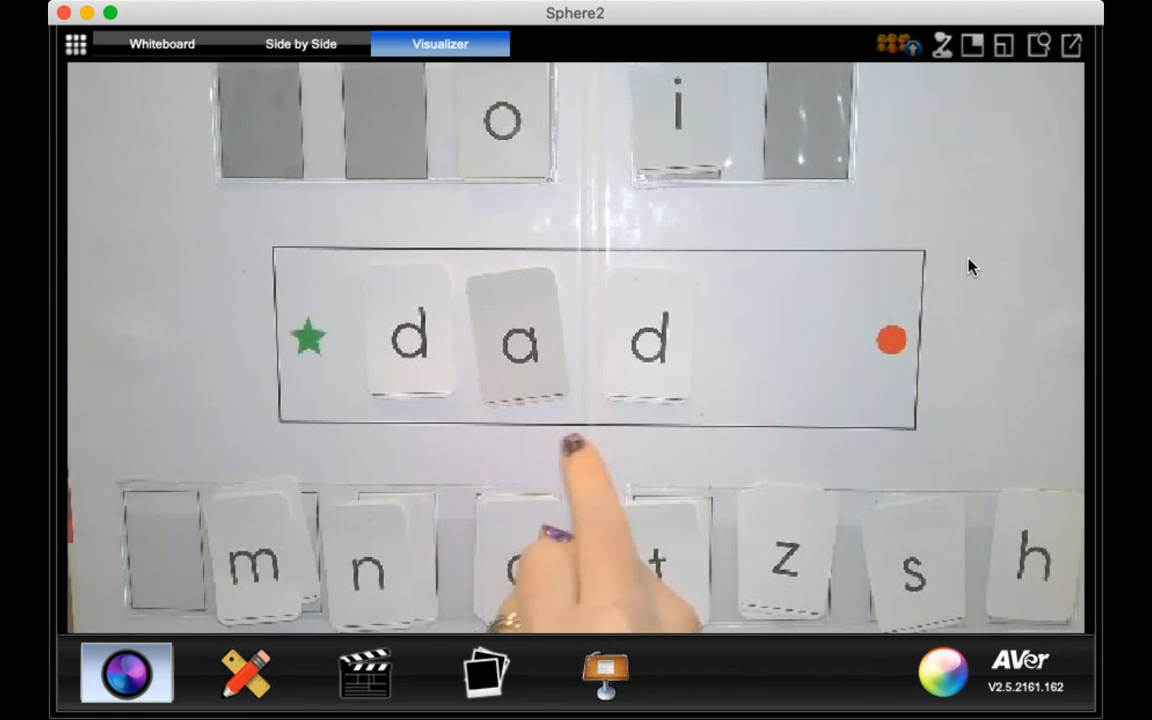 Sphere2
Whiteboard Side by Side Visualizer
o i
d a d
m n t z s h
AVer
V2.5.2161.162